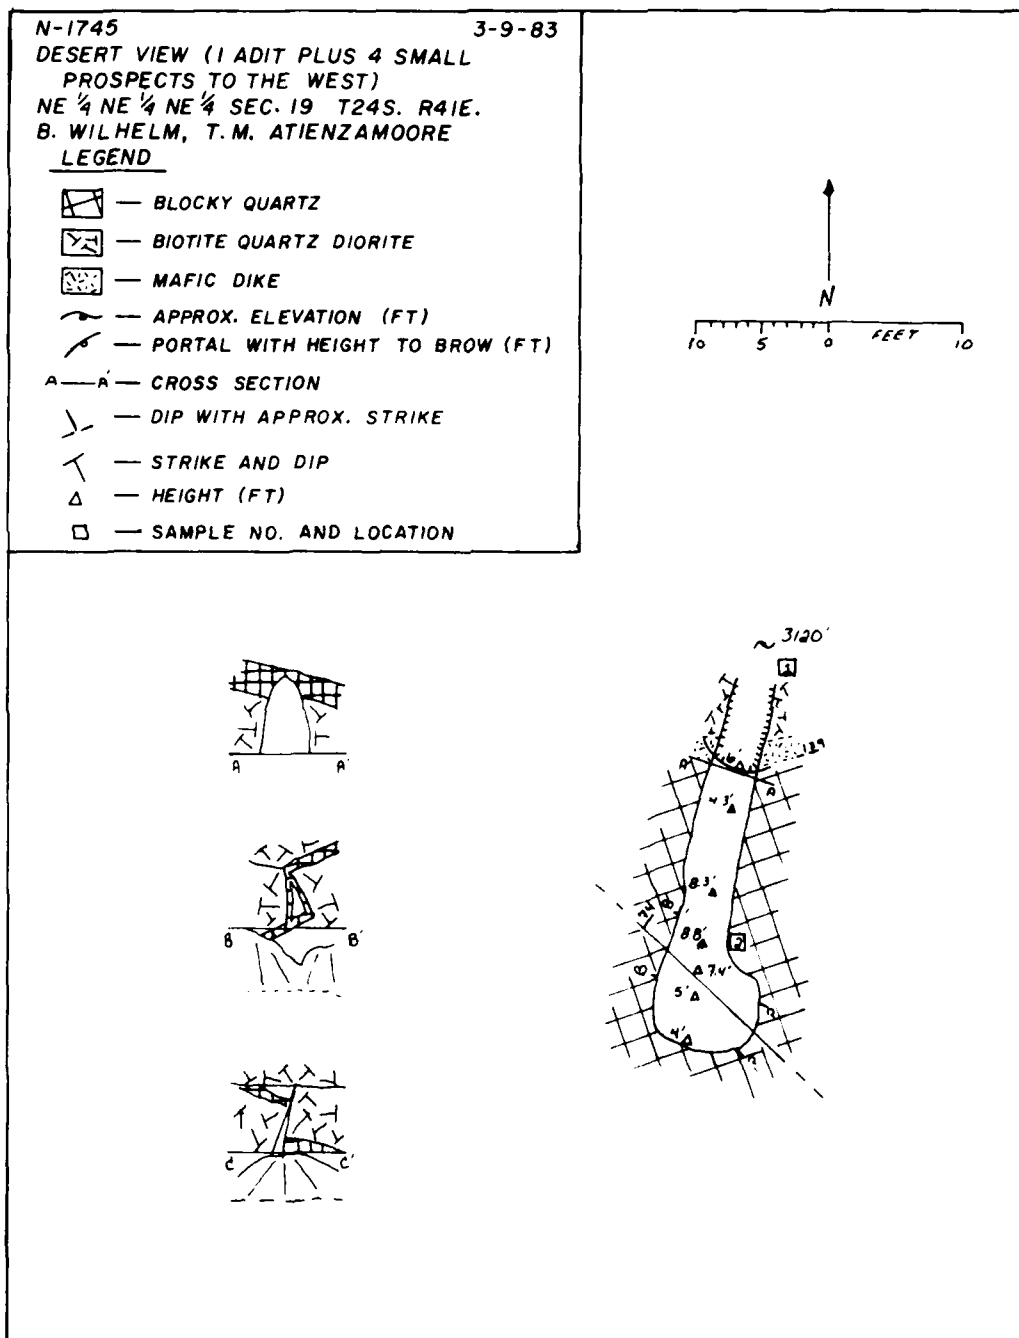 N-1745 3-9-83
DESERT VIEW (1 ADIT PLUS 4 SMALL
PROSPECTS TO THE WEST)
NE ¼ NE ¼ NE ¼ SEC. 19 T24S. R41E.
B. WILHELM, T.M. ATIENZAMOORE
LEGEND
— BLOCKY QUARTZ
— BIOTITE QUARTZ DIORITE
— MAFIC DIKE
— APPROX. ELEVATION (FT)
— PORTAL WITH HEIGHT TO BROW (FT)
A—A' — CROSS SECTION
— DIP WITH APPROX. STRIKE
— STRIKE AND DIP
— HEIGHT (FT)
— SAMPLE NO. AND LOCATION
N
10 5 0 FEET 10
~ 3120'
1
129
6'
A A
4.3'
8.3'
B
74
8.8' 2
B 7.4'
5'
4'
A A'
B B'
C C'